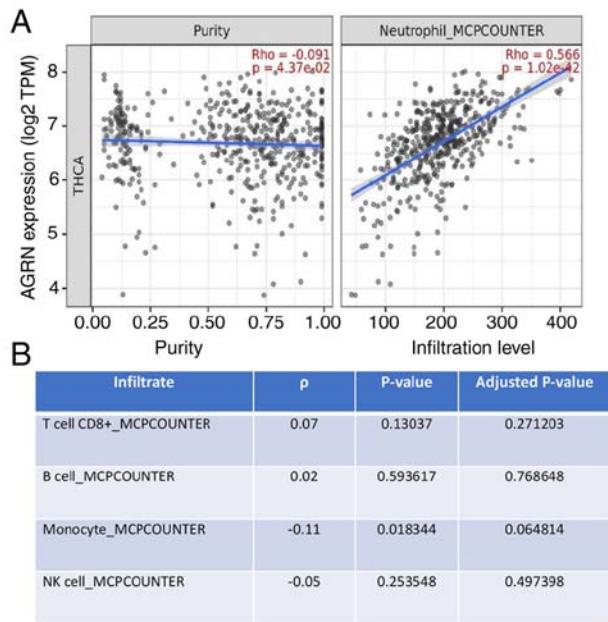 A
Purity
Neutrophil_MCPCOUNTER
Rho = -0.091
p = 4.37e-02
Rho = 0.566
p = 1.02e-42
AGRN expression (log2 TPM)
THCA
8
7
6
5
4
0.00 0.25 0.50 0.75 1.00
100 200 300 400
Purity
Infiltration level
B
Infiltrate ρ P-value Adjusted P-value
T cell CD8+_MCPCOUNTER 0.07 0.13037 0.271203
B cell_MCPCOUNTER 0.02 0.593617 0.768648
Monocyte_MCPCOUNTER -0.11 0.018344 0.064814
NK cell_MCPCOUNTER -0.05 0.253548 0.497398